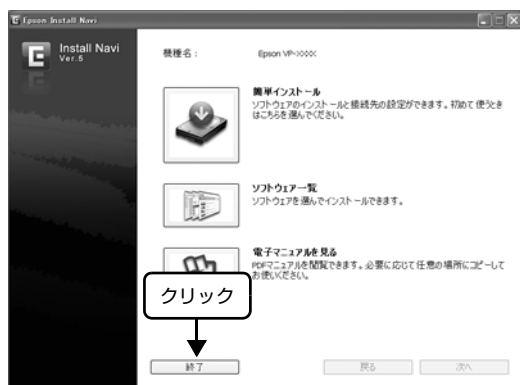 Epson Install Navi
Install Navi
Ver.5
機種名：
Epson VP-XXXX
簡単インストール
ソフトウェアのインストールと接続先の設定ができます。初めて使うとき
はこちらを選んでください。
ソフトウェア一覧
ソフトウェアを選んでインストールできます。
電子マニュアルを見る
PDFマニュアルを閲覧できます。必要に応じて任意の場所にコピーして
お使いください。
クリック
終了
戻る
次へ